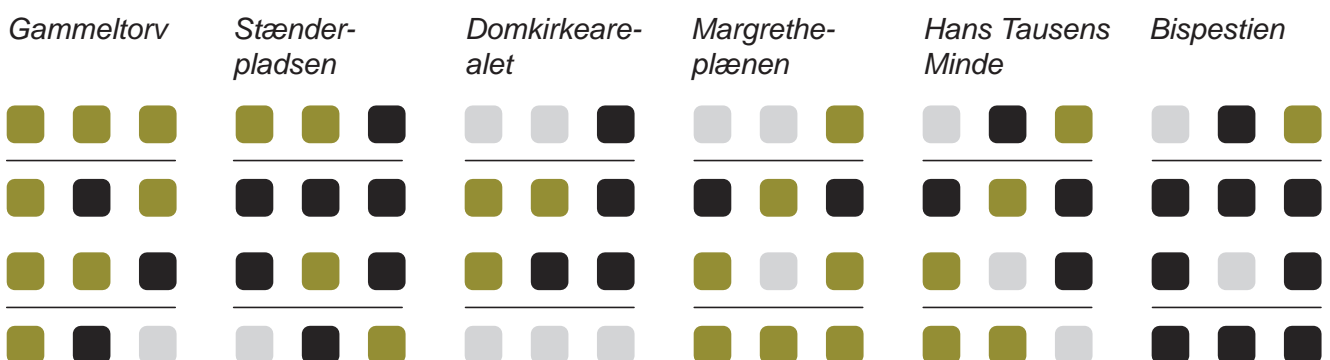 Gammeltorv
Stænder-
pladsen
Domkirkeare-
alet
Margrethe-
plænen
Hans Tausens
Minde
Bispestien